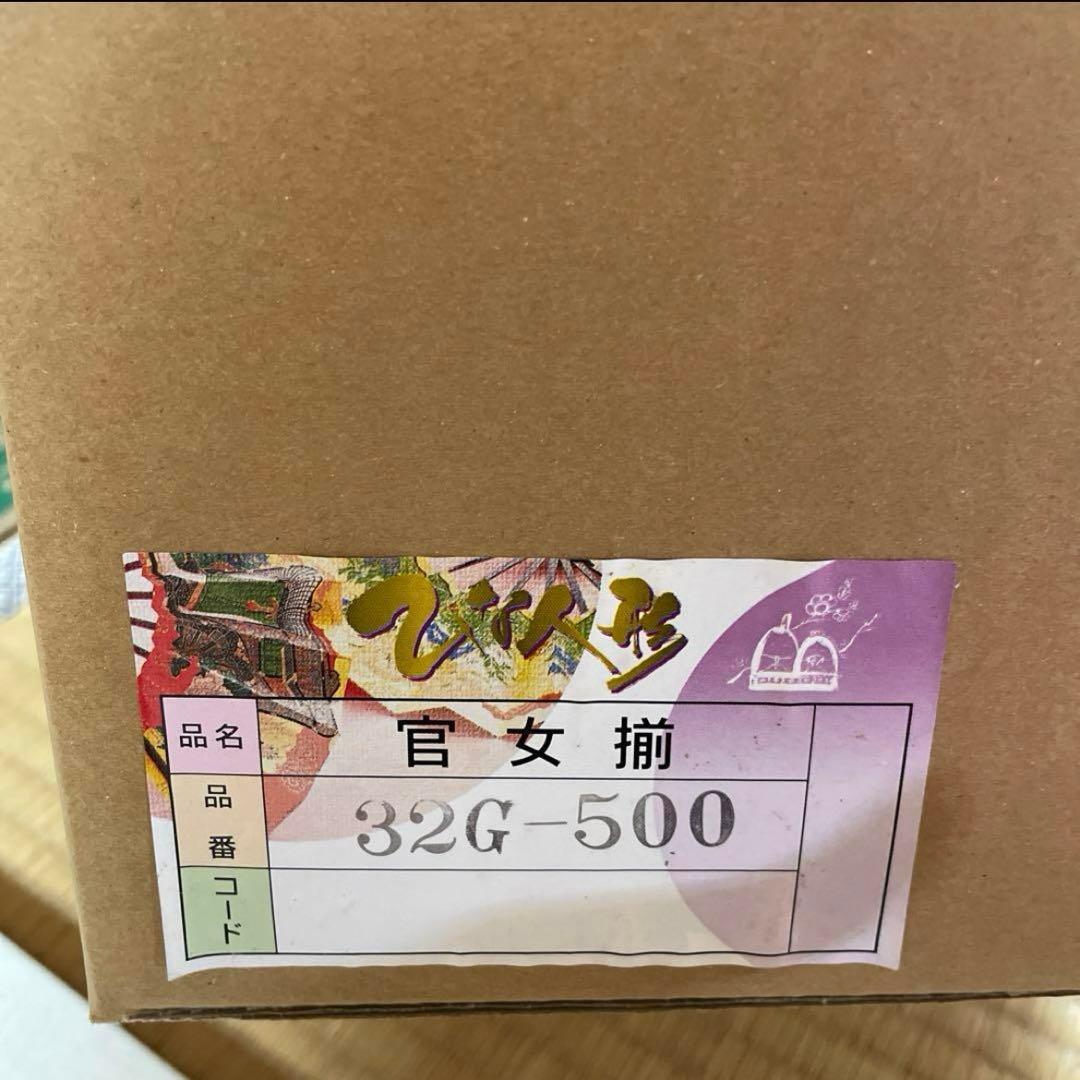 ひな人形
品名 官女揃
品番 32G-500
コード